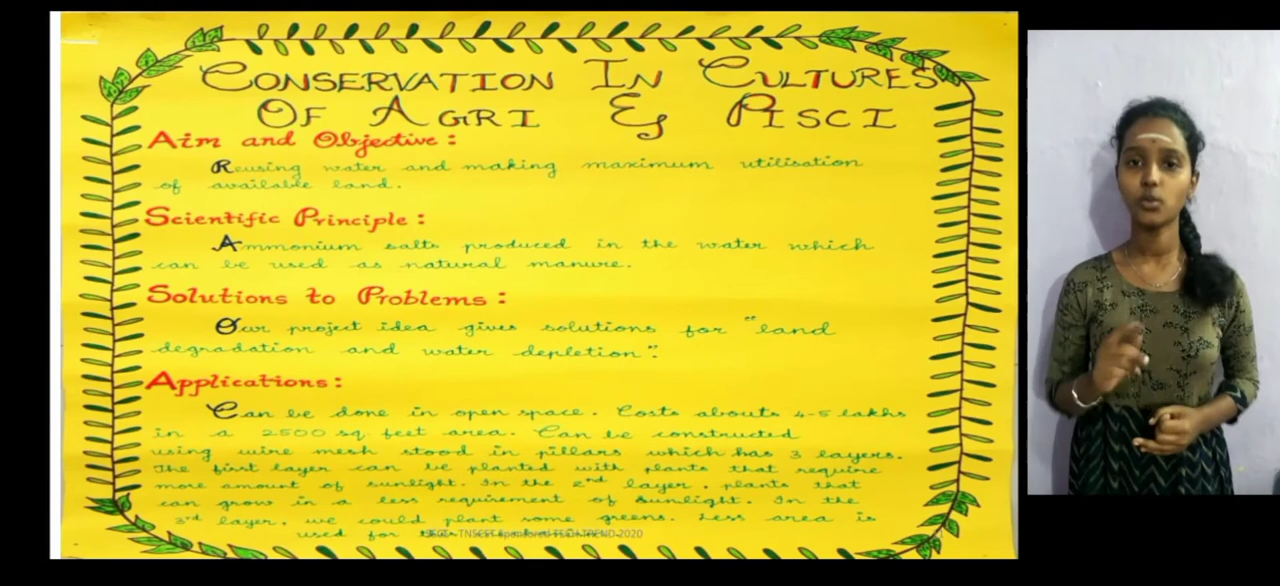 CONSERVATION IN CULTURES
OF AGRI & PISCI
Aim and Objective:
Reusing water and making maximum utilisation
of available land.
Scientific Principle:
Ammonium salts produced in the water which
can be used as natural manure.
Solutions to Problems:
Our project idea gives solutions for "land
degradation and water depletion".
Applications:
Can be done in open space. Costs abouts 4-5 lakhs
in a 2500 sq. feet area. Can be constructed
using wire mesh stood in pillars which has 3 layers.
The first layer can be planted with plants that require
more amount of sunlight. In the 2nd layer, plants that
can grow in a less requirement of sunlight. In the
3rd layer, we could plant some greens. Less area is
used for
TNSCST Sponsored TECH TREND 2020